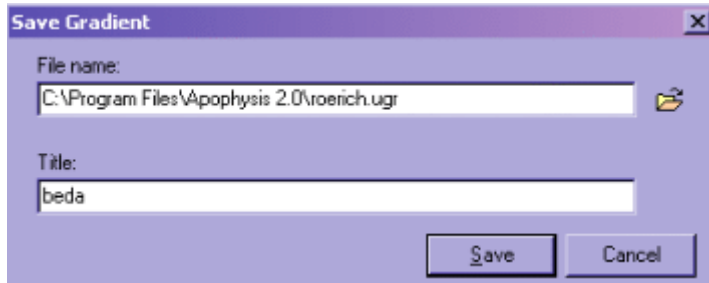 Save Gradient
File name:
C:\Program Files\Apophysis 2.0\roerich.ugr
Title:
beda
Save Cancel